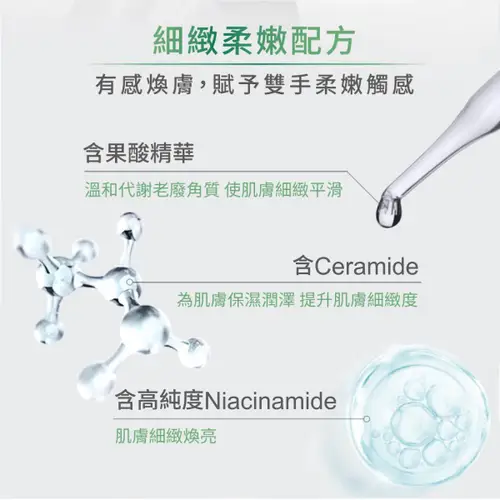 細緻柔嫩配方
有感煥膚，賦予雙手柔嫩觸感
含果酸精華
溫和代謝老廢角質 使肌膚細緻平滑
含Ceramide
為肌膚保濕潤澤 提升肌膚細緻度
含高純度Niacinamide
肌膚細緻煥亮